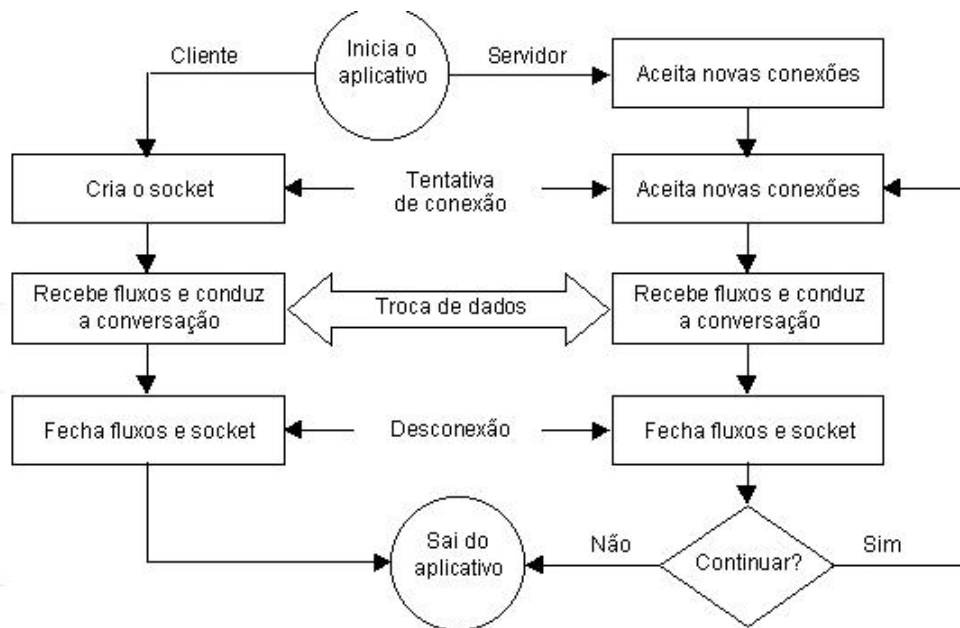 Cliente
Inicia o
aplicativo
Servidor
Aceita novas conexões
Cria o socket
Tentativa
de conexão
Aceita novas conexões
Recebe fluxos e conduz
a conversação
Troca de dados
Recebe fluxos e conduz
a conversação
Fecha fluxos e socket
Desconexão
Fecha fluxos e socket
Sai do
aplicativo
Não
Continuar?
Sim